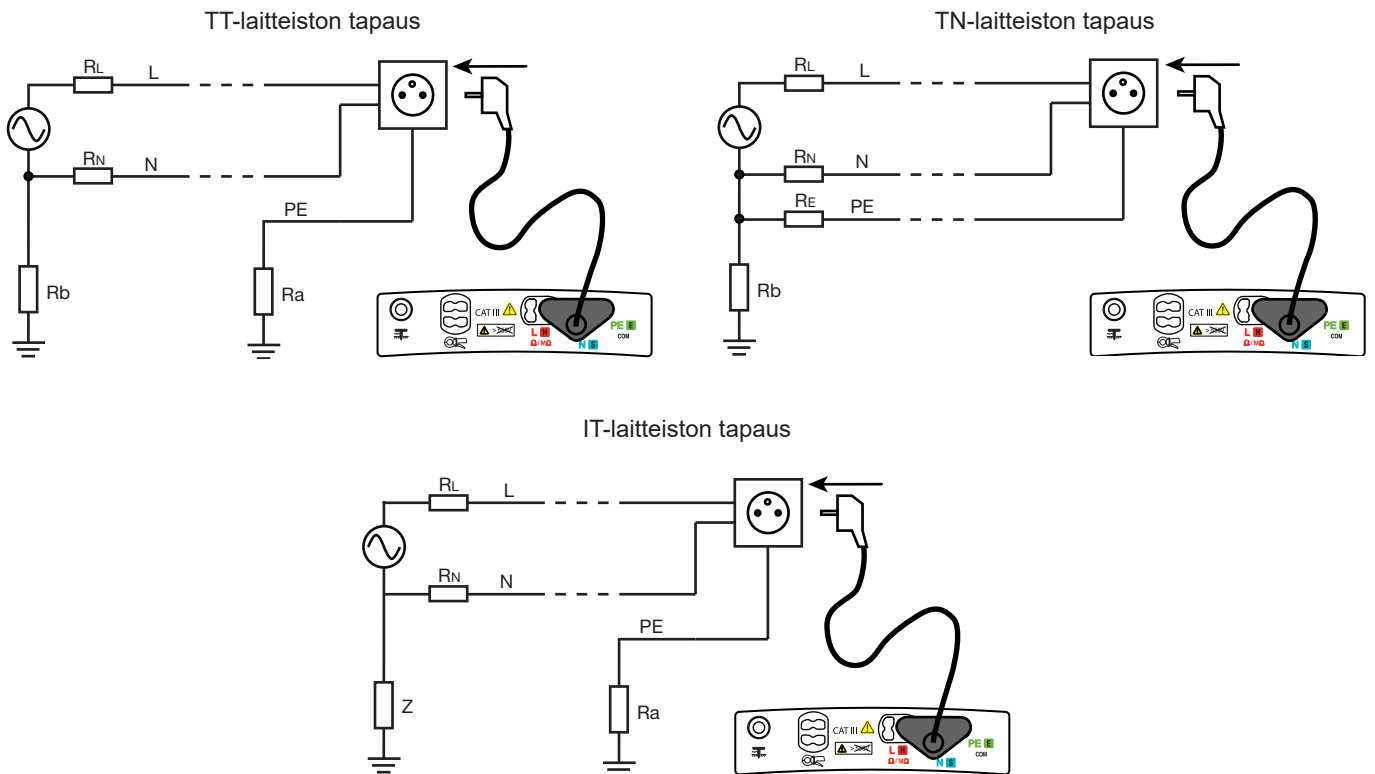 TT-laitteiston tapaus
RL L
RN N
PE
Rb
Ra
CAT III
L H
Ω/MΩ
N S
PE E
COM
TN-laitteiston tapaus
RL L
RN N
RE PE
Rb
CAT III
L H
Ω/MΩ
N S
PE E
COM
IT-laitteiston tapaus
RL L
RN N
PE
Z
Ra
CAT III
L H
Ω/MΩ
N S
PE E
COM